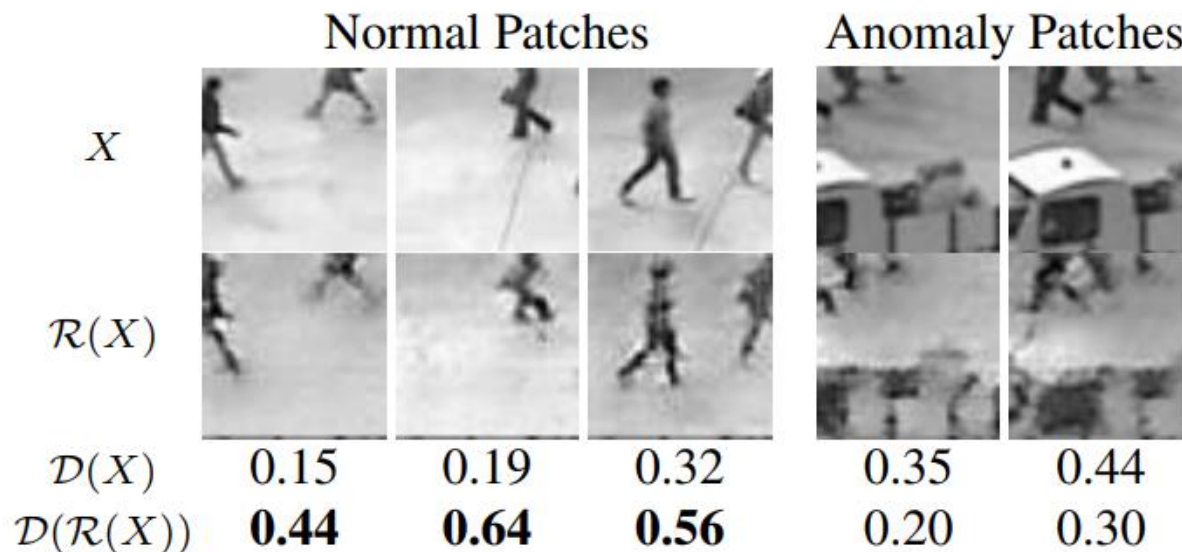 Normal Patches Anomaly Patches
X
R(X)
D(X) 0.15 0.19 0.32 0.35 0.44
D(R(X)) 0.44 0.64 0.56 0.20 0.30